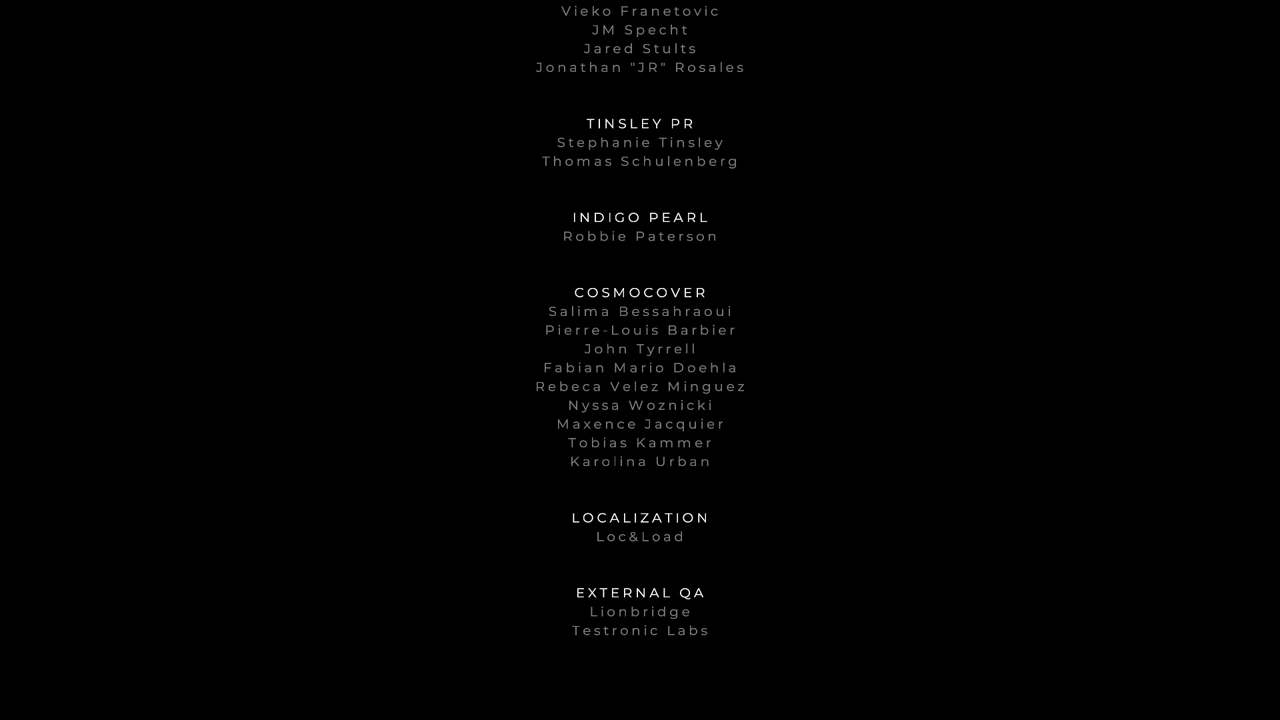 Vieko Franetovic
JM Specht
Jared Stults
Jonathan "JR" Rosales
TINSLEY PR
Stephanie Tinsley
Thomas Schulenberg
INDIGO PEARL
Robbie Paterson
COSMOCOVER
Salima Bessahraoui
Pierre-Louis Barbier
John Tyrrell
Fabian Mario Doehla
Rebeca Velez Minguez
Nyssa Woznicki
Maxence Jacquier
Tobias Kammer
Karolina Urban
LOCALIZATION
Loc&Load
EXTERNAL QA
Lionbridge
Testronic Labs